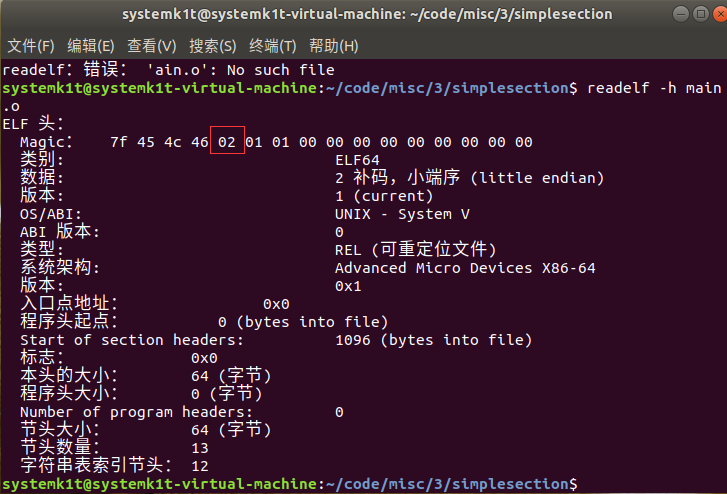 systemk1t@systemk1t-virtual-machine: ~/code/misc/3/simplesection
文件(F) 编辑(E) 查看(V) 搜索(S) 终端(T) 帮助(H)
readelf: 错误: 'ain.o': No such file
systemk1t@systemk1t-virtual-machine:~/code/misc/3/simplesection$ readelf -h main
.o
ELF 头:
Magic: 7f 45 4c 46 02 01 01 00 00 00 00 00 00 00 00 00
类别: ELF64
数据: 2 补码，小端序 (little endian)
版本: 1 (current)
OS/ABI: UNIX - System V
ABI 版本: 0
类型: REL (可重定位文件)
系统架构: Advanced Micro Devices X86-64
版本: 0x1
入口点地址: 0x0
程序头起点: 0 (bytes into file)
Start of section headers: 1096 (bytes into file)
标志: 0x0
本头的大小: 64 (字节)
程序头大小: 0 (字节)
Number of program headers: 0
节头大小: 64 (字节)
节头数量: 13
字符串表索引节头: 12
systemk1t@systemk1t-virtual-machine:~/code/misc/3/simplesection$